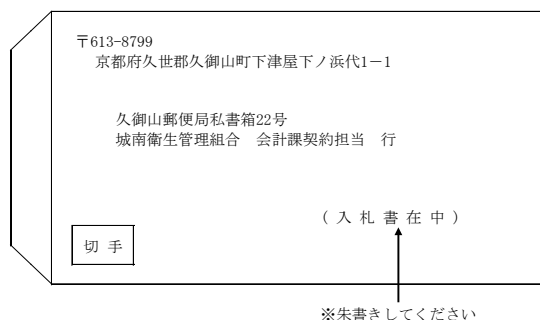 〒613-8799
京都府久世郡久御山町下津屋下ノ浜代1－1
久御山郵便局私書箱22号
城南衛生管理組合　会計課契約担当　行
（ 入 札 書 在 中 ）
切 手
※朱書きしてください